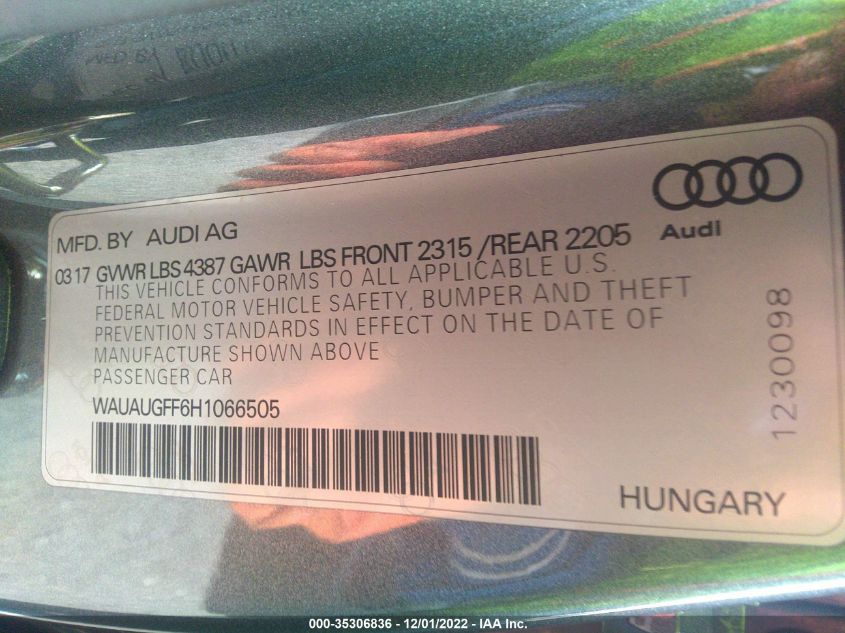 MFD. BY AUDI AG
Audi
03 17 GVWR LBS 4387 GAWR LBS FRONT 2315 /REAR 2205
THIS VEHICLE CONFORMS TO ALL APPLICABLE U.S.
FEDERAL MOTOR VEHICLE SAFETY, BUMPER AND THEFT
PREVENTION STANDARDS IN EFFECT ON THE DATE OF
MANUFACTURE SHOWN ABOVE
PASSENGER CAR
WAUAUGFF6H1066505
1230098
HUNGARY
000-35306836 - 12/01/2022 - IAA Inc.